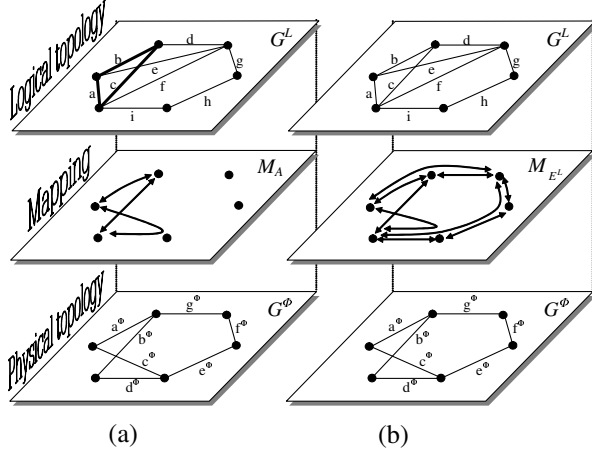 Logical topology
b
d
e
c
a
f
g
h
i
G^L
b
d
e
c
a
f
g
h
i
G^L
Mapping
M_A
M_{E^L}
Physical topology
g^Φ
G^Φ
a^Φ
b^Φ
f^Φ
c^Φ
e^Φ
d^Φ
g^Φ
G^Φ
a^Φ
b^Φ
f^Φ
c^Φ
e^Φ
d^Φ
(a)
(b)